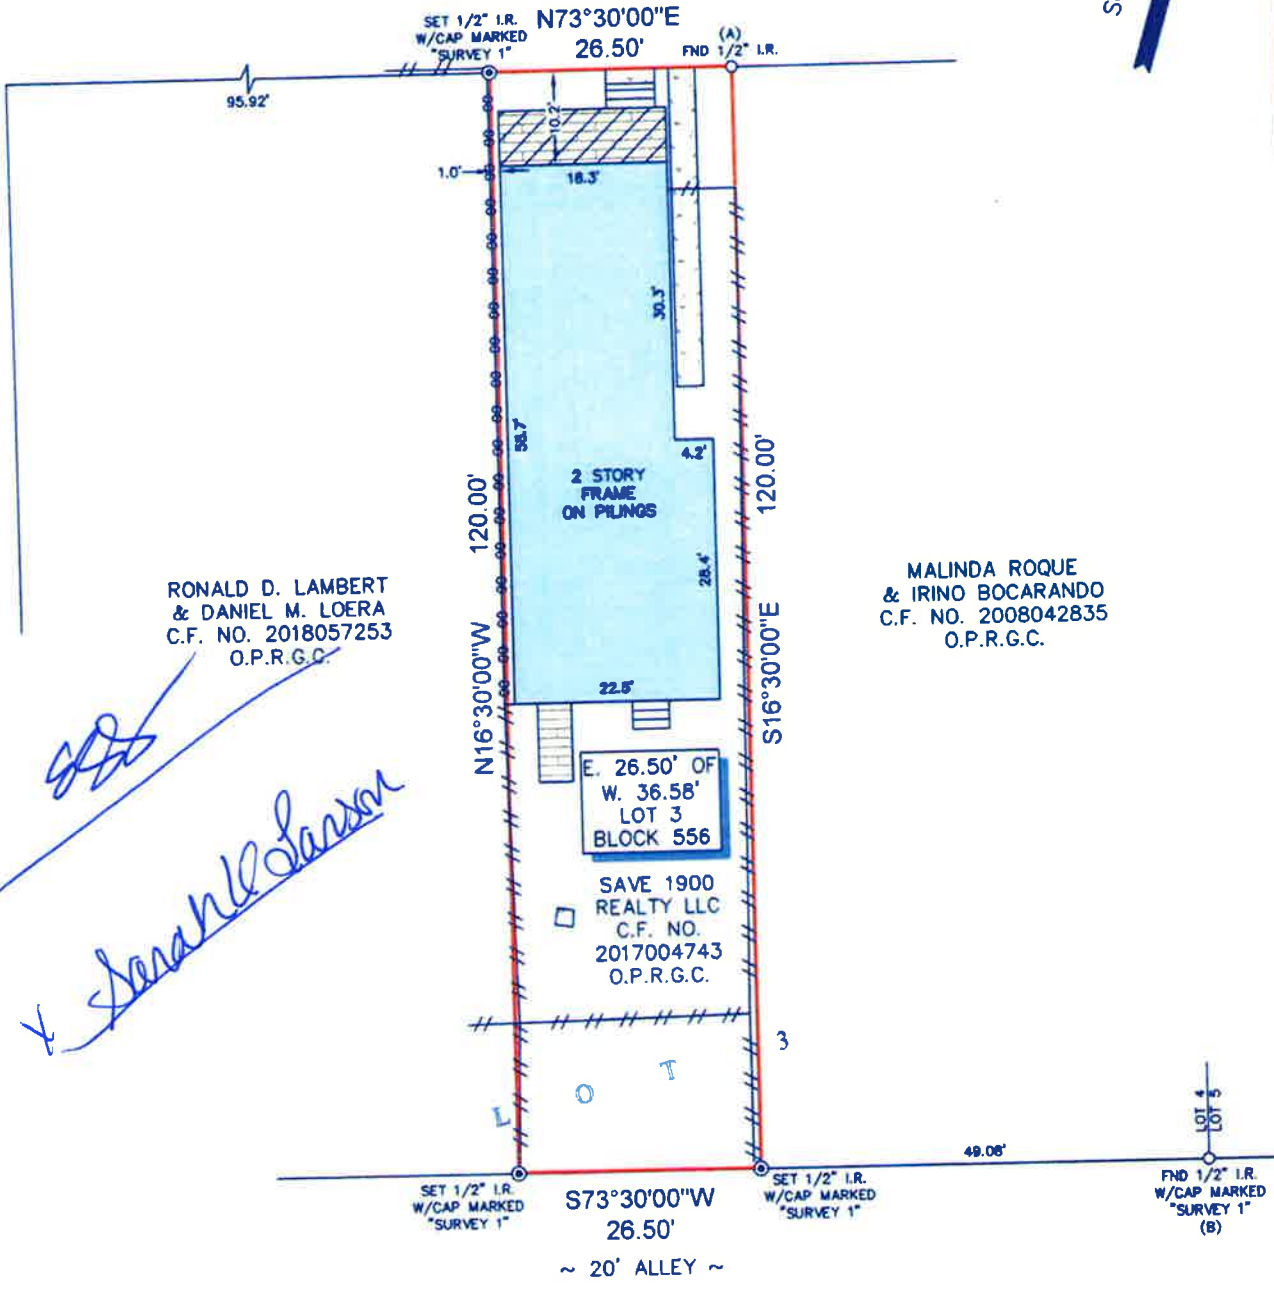 SET 1/2" I.R.
W/CAP MARKED
"SURVEY 1"
N73°30'00"E
26.50'
(A)
FND 1/2" I.R.
S
95.92'
10.2'
1.0'
18.3'
30.3'
58.7'
4.2'
2 STORY
FRAME
ON PILINGS
28.4'
22.5'
120.00'
N16°30'00"W
120.00'
S16°30'00"E
RONALD D. LAMBERT
& DANIEL M. LOERA
C.F. NO. 2018057253
O.P.R.G.C.
MALINDA ROQUE
& IRINO BOCARANDO
C.F. NO. 2008042835
O.P.R.G.C.
E. 26.50' OF
W. 36.58'
LOT 3
BLOCK 556
SAVE 1900
REALTY LLC
C.F. NO.
2017004743
O.P.R.G.C.
X Sarah Larson
L O T 3
LOT 4
LOT 5
49.08'
SET 1/2" I.R.
W/CAP MARKED
"SURVEY 1"
S73°30'00"W
26.50'
SET 1/2" I.R.
W/CAP MARKED
"SURVEY 1"
FND 1/2" I.R.
W/CAP MARKED
"SURVEY 1"
(B)
~ 20' ALLEY ~